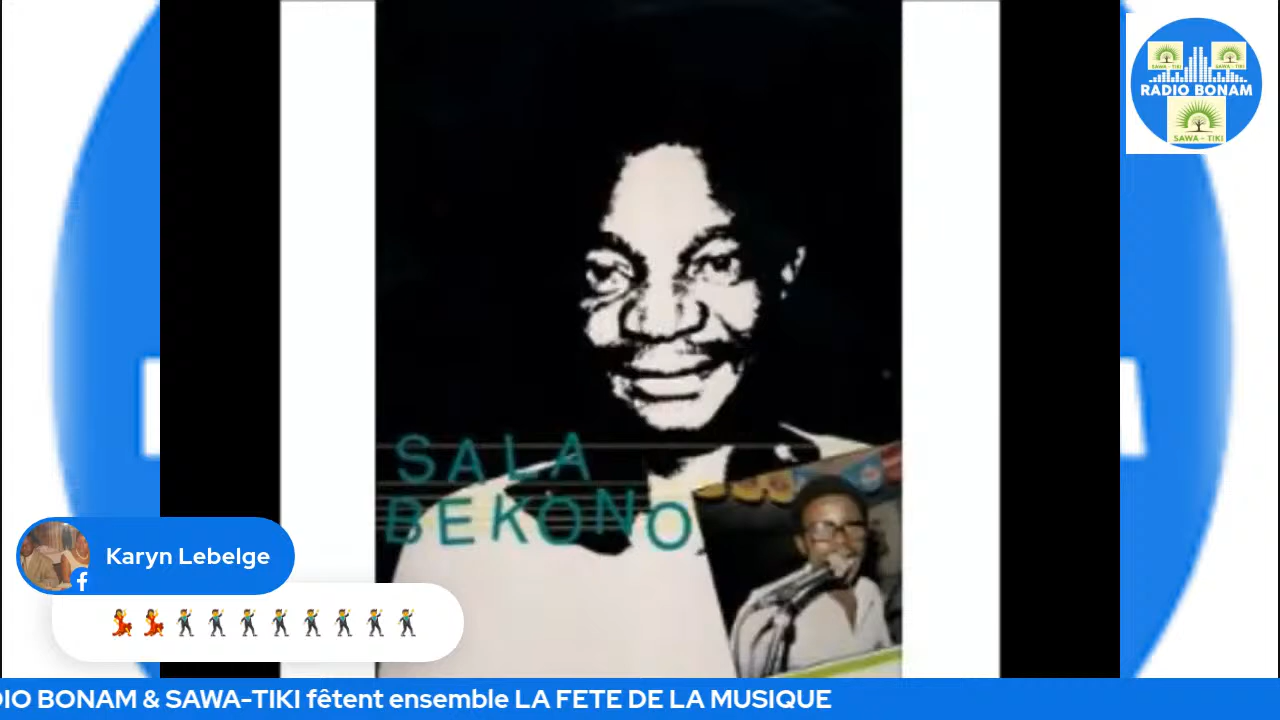 SAWA - TIKI
SAWA - TIKI
RADIO BONAM
SAWA - TIKI
SALA
BEKONO
Karyn Lebelge
DIO BONAM & SAWA-TIKI fêtent ensemble LA FETE DE LA MUSIQUE